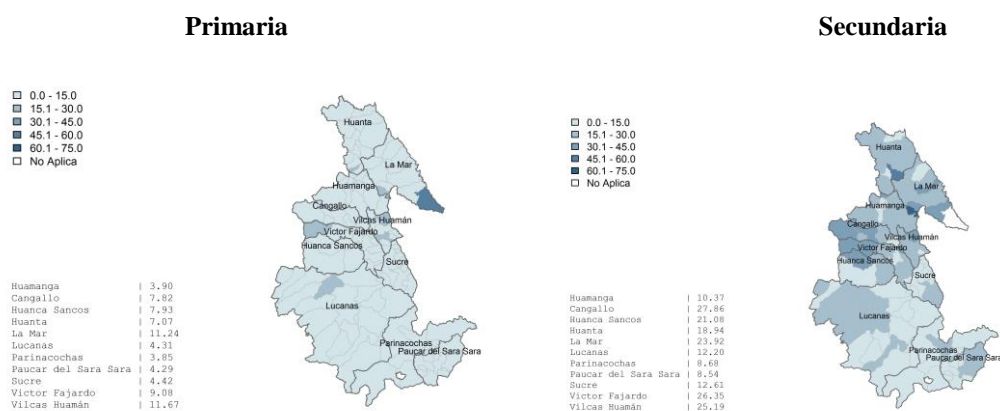 Primaria
0.0 - 15.0
15.1 - 30.0
30.1 - 45.0
45.1 - 60.0
60.1 - 75.0
No Aplica
Huanta
La Mar
Huamanga
Cangallo
Vilcas Huamán
Victor Fajardo
Huanca Sancos
Sucre
Lucanas
Parinacochas
Paucar del Sara Sara
Huamanga | 3.90
Cangallo | 7.82
Huanca Sancos | 7.93
Huanta | 7.07
La Mar | 11.24
Lucanas | 4.31
Parinacochas | 3.85
Paucar del Sara Sara | 4.29
Sucre | 4.42
Victor Fajardo | 9.08
Vilcas Huamán | 11.67
Secundaria
0.0 - 15.0
15.1 - 30.0
30.1 - 45.0
45.1 - 60.0
60.1 - 75.0
No Aplica
Huanta
La Mar
Huamanga
Cangallo
Vilcas Huamán
Victor Fajardo
Huanca Sancos
Sucre
Lucanas
Parinacochas
Paucar del Sara Sara
Huamanga | 10.37
Cangallo | 27.86
Huanca Sancos | 21.08
Huanta | 18.94
La Mar | 23.92
Lucanas | 12.20
Parinacochas | 8.68
Paucar del Sara Sara | 8.54
Sucre | 12.61
Victor Fajardo | 26.35
Vilcas Huamán | 25.19